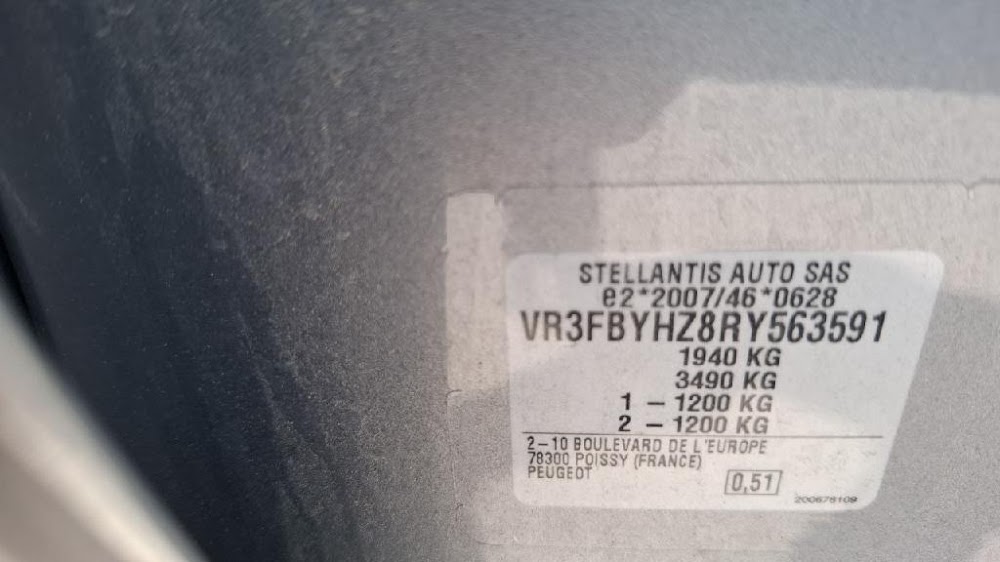 STELLANTIS AUTO SAS
e2*2007/46*0628
VR3FBYHZ8RY563591
1940 KG
3490 KG
1 – 1200 KG
2 – 1200 KG
2–10 BOULEVARD DE L'EUROPE
78300 POISSY (FRANCE)
PEUGEOT
0,51
200678109